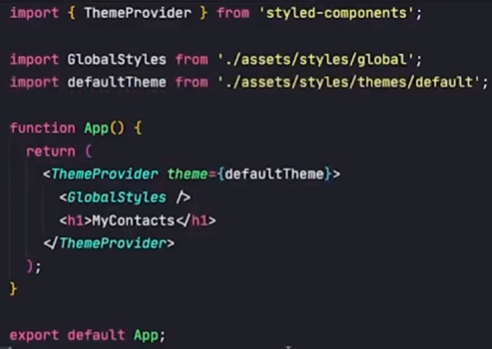 import { ThemeProvider } from 'styled-components';
import GlobalStyles from './assets/styles/global';
import defaultTheme from './assets/styles/themes/default';
function App() {
return (
<ThemeProvider theme={defaultTheme}>
<GlobalStyles />
<h1>MyContacts</h1>
</ThemeProvider>
);
}
export default App;